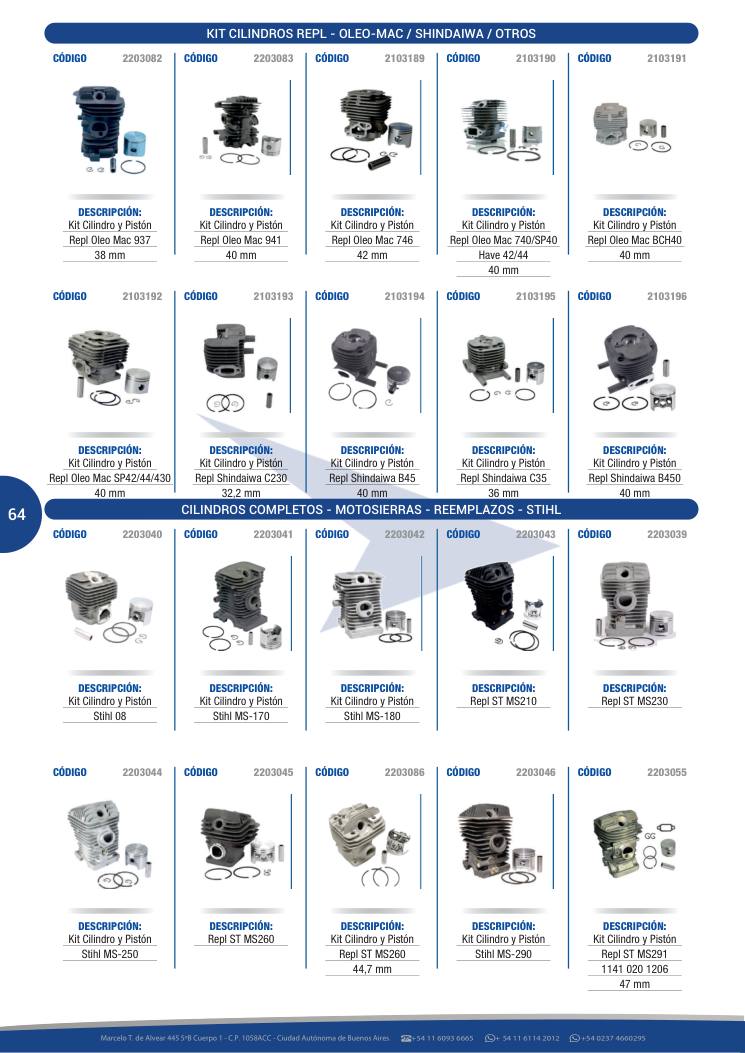 KIT CILINDROS REPL - OLEO-MAC / SHINDAIWA / OTROS
CÓDIGO 2203082
DESCRIPCIÓN:
Kit Cilindro y Pistón
Repl Oleo Mac 937
38 mm
CÓDIGO 2203083
DESCRIPCIÓN:
Kit Cilindro y Pistón
Repl Oleo Mac 941
40 mm
CÓDIGO 2103189
DESCRIPCIÓN:
Kit Cilindro y Pistón
Repl Oleo Mac 746
42 mm
CÓDIGO 2103190
DESCRIPCIÓN:
Kit Cilindro y Pistón
Repl Oleo Mac 740/SP40
Have 42/44
40 mm
CÓDIGO 2103191
DESCRIPCIÓN:
Kit Cilindro y Pistón
Repl Oleo Mac BCH40
40 mm
CÓDIGO 2103192
DESCRIPCIÓN:
Kit Cilindro y Pistón
Repl Oleo Mac SP42/44/430
40 mm
CÓDIGO 2103193
DESCRIPCIÓN:
Kit Cilindro y Pistón
Repl Shindaiwa C230
32,2 mm
CÓDIGO 2103194
DESCRIPCIÓN:
Kit Cilindro y Pistón
Repl Shindaiwa B45
40 mm
CÓDIGO 2103195
DESCRIPCIÓN:
Kit Cilindro y Pistón
Repl Shindaiwa C35
36 mm
CÓDIGO 2103196
DESCRIPCIÓN:
Kit Cilindro y Pistón
Repl Shindaiwa B450
40 mm
64
CILINDROS COMPLETOS - MOTOSIERRAS - REEMPLAZOS - STIHL
CÓDIGO 2203040
DESCRIPCIÓN:
Kit Cilindro y Pistón
Stihl 08
CÓDIGO 2203041
DESCRIPCIÓN:
Kit Cilindro y Pistón
Stihl MS-170
CÓDIGO 2203042
DESCRIPCIÓN:
Kit Cilindro y Pistón
Stihl MS-180
CÓDIGO 2203043
DESCRIPCIÓN:
Repl ST MS210
CÓDIGO 2203039
DESCRIPCIÓN:
Repl ST MS230
CÓDIGO 2203044
DESCRIPCIÓN:
Kit Cilindro y Pistón
Stihl MS-250
CÓDIGO 2203045
DESCRIPCIÓN:
Repl ST MS260
CÓDIGO 2203086
DESCRIPCIÓN:
Kit Cilindro y Pistón
Repl ST MS260
44,7 mm
CÓDIGO 2203046
DESCRIPCIÓN:
Kit Cilindro y Pistón
Stihl MS-290
CÓDIGO 2203055
DESCRIPCIÓN:
Kit Cilindro y Pistón
Repl ST MS291
1141 020 1206
47 mm
Marcelo T. de Alvear 445 5ºB Cuerpo 1 - C.P. 1058ACC - Ciudad Autónoma de Buenos Aires. +54 11 6093 6665 + 54 11 6114 2012 +54 0237 4660295